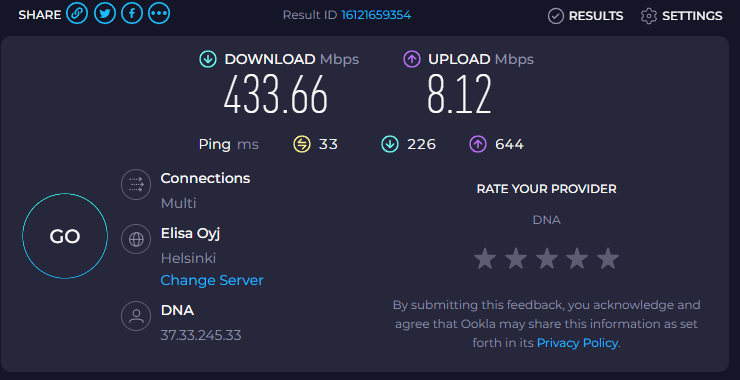 SHARE
Result ID 16121659354
RESULTS
SETTINGS
DOWNLOAD Mbps
433.66
UPLOAD Mbps
8.12
Ping ms
33
226
644
GO
Connections
Multi
Elisa Oyj
Helsinki
Change Server
DNA
37.33.245.33
RATE YOUR PROVIDER
DNA
By submitting this feedback, you acknowledge and
agree that Ookla may share this information as set
forth in its Privacy Policy.